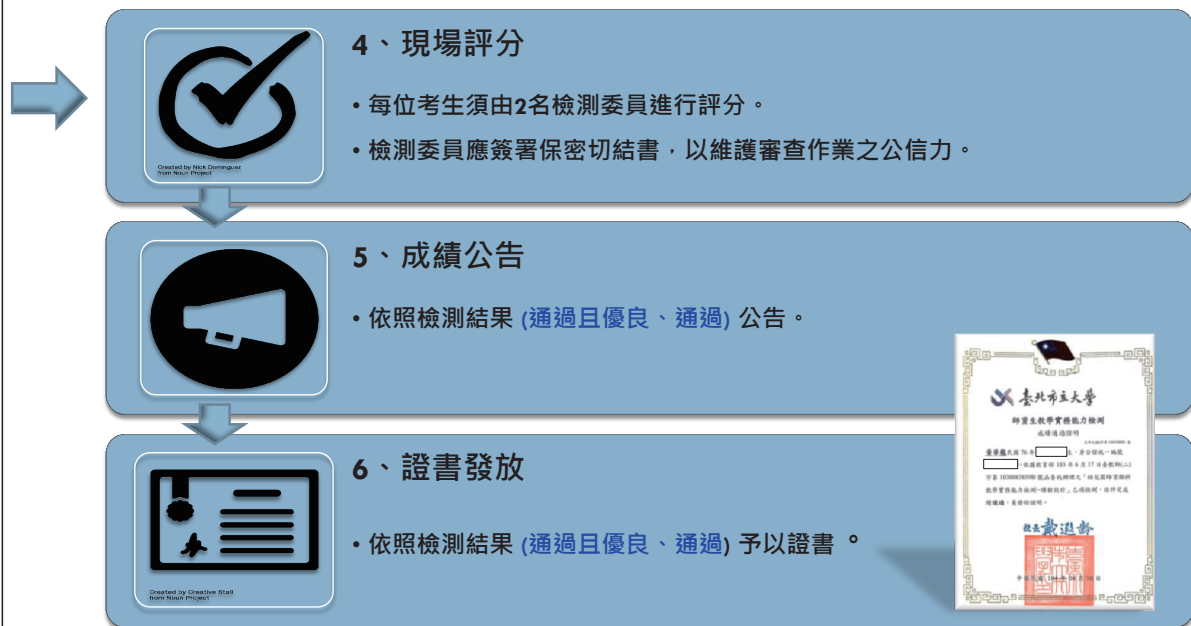 4、現場評分
• 每位考生須由2名檢測委員進行評分。
• 檢測委員應簽署保密切結書，以維護審查作業之公信力。
Created by Nick Dominguez
from Noun Project
5、成績公告
• 依照檢測結果 (通過且優良、通過) 公告。
6、證書發放
• 依照檢測結果 (通過且優良、通過) 予以證書 。
Created by Creative Stall
from Noun Project
臺北市立大學
師資生教學實務能力檢測
成績通過證明
校長戴遐齡